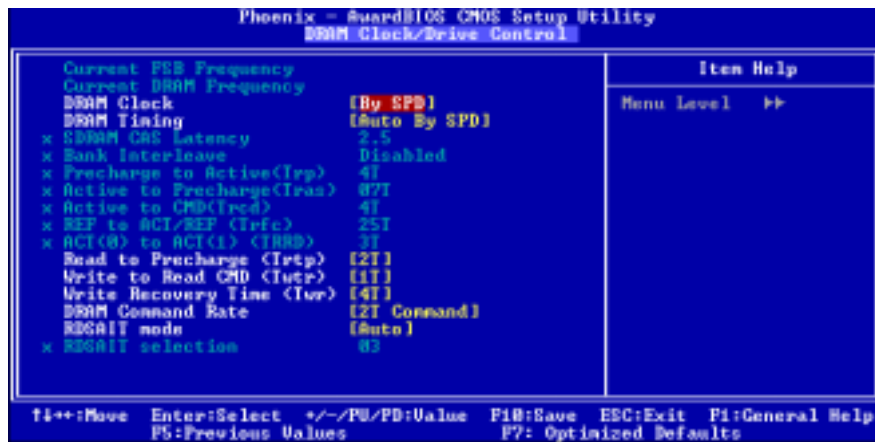 Phoenix - AwardBIOS CMOS Setup Utility
DRAM Clock/Drive Control
Current FSB Frequency
Current DRAM Frequency
DRAM Clock [By SPD]
DRAM Timing [Auto By SPD]
x SDRAM CAS Latency 2.5
x Bank Interleave Disabled
x Precharge to Active(Trp) 4T
x Active to Precharge(Tras) 07T
x Active to CMD(Trcd) 4T
x REF to ACT/REF (Trfc) 25T
x ACT(0) to ACT(1) (TRRD) 3T
Read to Precharge (Trtp) [2T]
Write to Read CMD (Twtr) [1T]
Write Recovery Time (Twr) [4T]
DRAM Command Rate [2T Command]
RDSAIT mode [Auto]
x RDSAIT selection 03
Item Help
Menu Level ▸▸
↑↓→←:Move Enter:Select +/-/PU/PD:Value F10:Save ESC:Exit F1:General Help
F5:Previous Values F7: Optimized Defaults